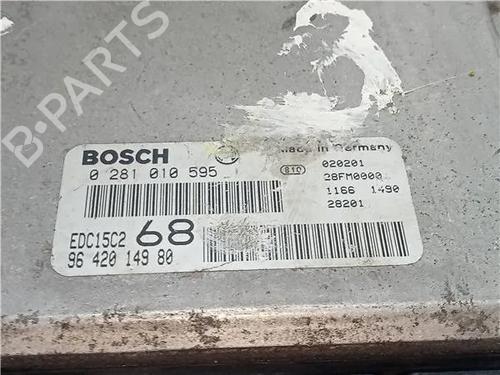 B-PARTS
BOSCH
Made in Germany
0 281 010 595
810
020201
28FM0000
1166 1490
28201
EDC15C2 68
96 420 149 80